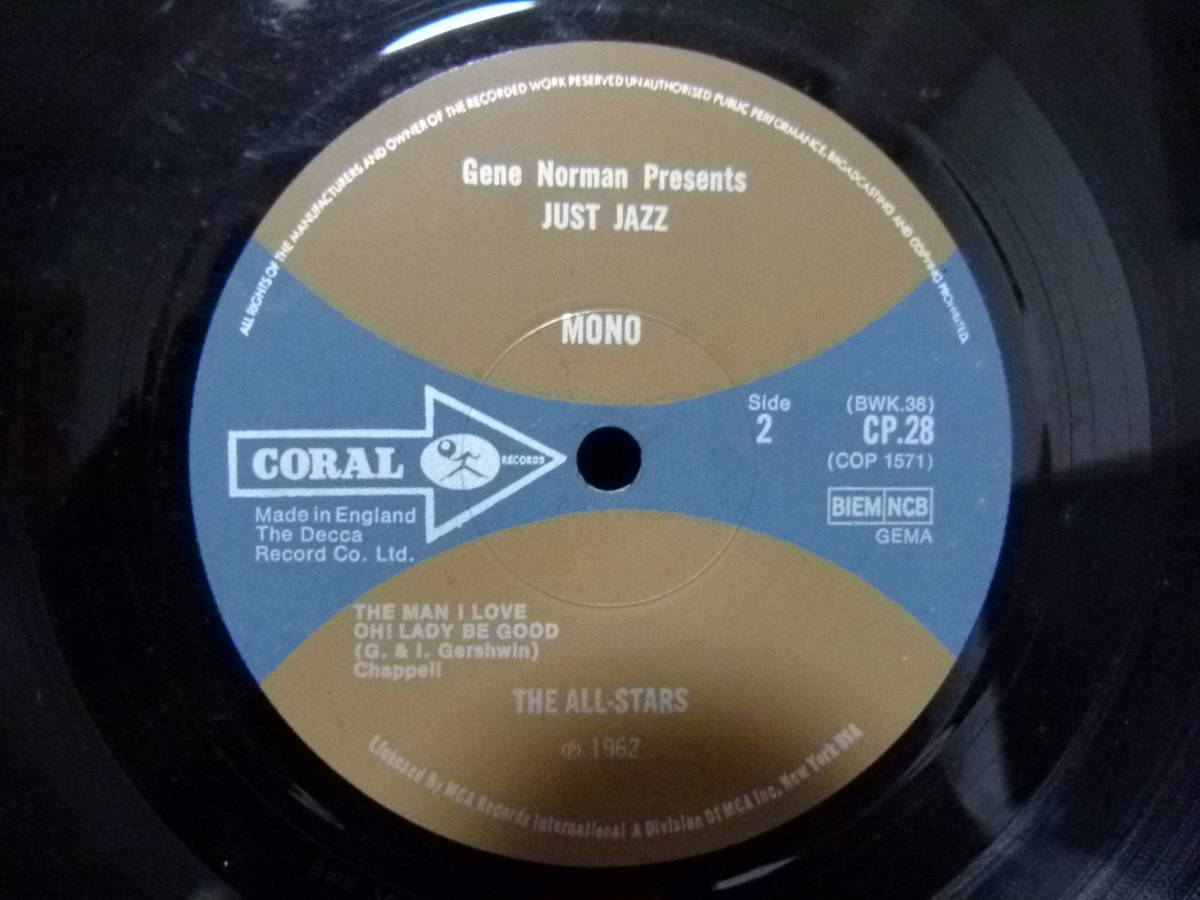 ALL RIGHTS OF THE MANUFACTURERS AND OWNER OF THE RECORDED WORK RESERVED UNAUTHORISED PUBLIC PERFORMANCE, BROADCASTING AND COPYING PROHIBITED.
Gene Norman Presents
JUST JAZZ
MONO
Side
2
(BWK.38)
CP.28
(COP 1571)
BIEM NCB
GEMA
CORAL
RECORDS
Made in England
The Decca
Record Co. Ltd.
THE MAN I LOVE
OH! LADY BE GOOD
(G. & I. Gershwin)
Chappell
THE ALL-STARS
℗ 1962
Licensed By MCA Records International A Division Of MCA Inc. New York USA